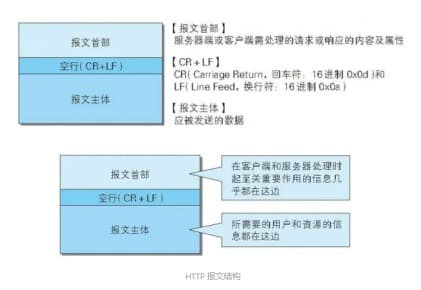 报文首部
空行(CR+LF)
报文主体
【报文首部】
服务器端或客户端需处理的请求或响应的内容及属性
【CR+LF】
CR(Carriage Return，回车符：16进制 0x0d)和
LF(Line Feed，换行符：16进制 0x0a)
【报文主体】
应被发送的数据
报文首部
空行(CR+LF)
报文主体
在客户端和服务器处理时
起至关重要作用的信息几
乎都在这边
所需要的用户和资源的信
息都在这边
HTTP 报文结构